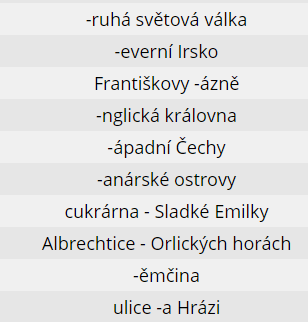 -ruhá světová válka
-everní Irsko
Františkovy -ázně
-nglická královna
-ápadní Čechy
-anárské ostrovy
cukrárna - Sladké Emilky
Albrechtice - Orlických horách
-ěmčina
ulice -a Hrázi